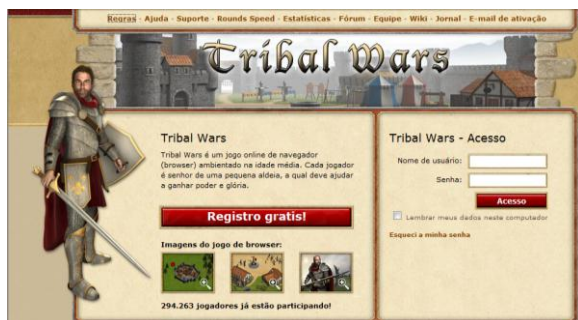 Regras - Ajuda - Suporte - Rounds Speed - Estatísticas - Fórum - Equipe - Wiki - Jornal - E-mail de ativação
Tribal Wars
Tribal Wars
Tribal Wars é um jogo online de navegador
(browser) ambientado na idade média. Cada jogador
é senhor de uma pequena aldeia, a qual deve ajudar
a ganhar poder e glória.
Registro gratis!
Imagens do jogo de browser:
294.263 jogadores já estão participando!
Tribal Wars - Acesso
Nome de usuário:
Senha:
Acesso
Lembrar meus dados neste computador
Esqueci a minha senha